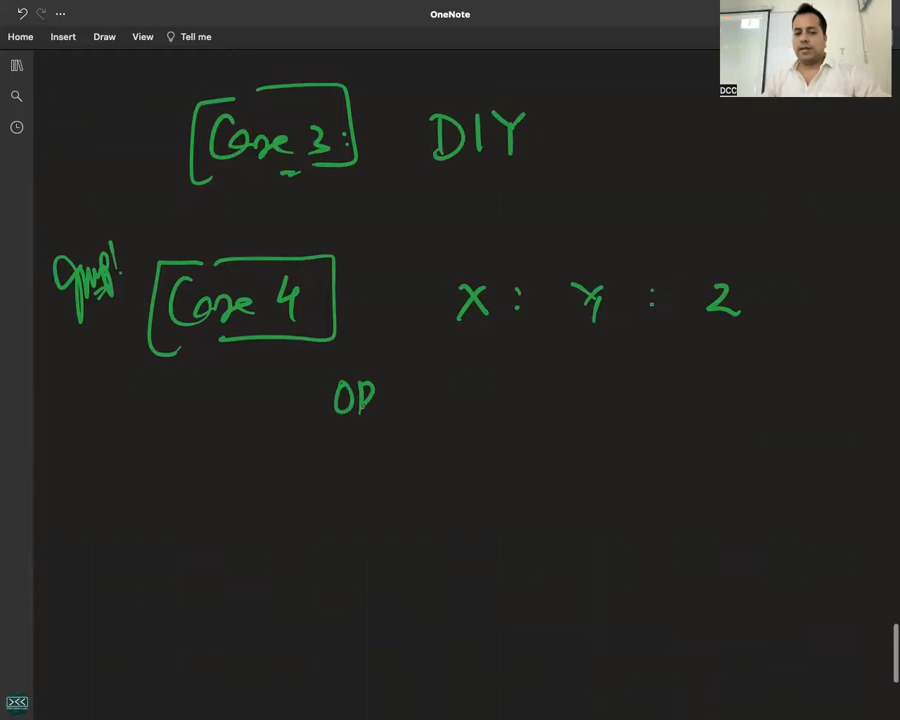 OneNote
Home Insert Draw View Tell me
DCC
Case 3: DIY
Imp!
Case 4 X : Y : Z
OP